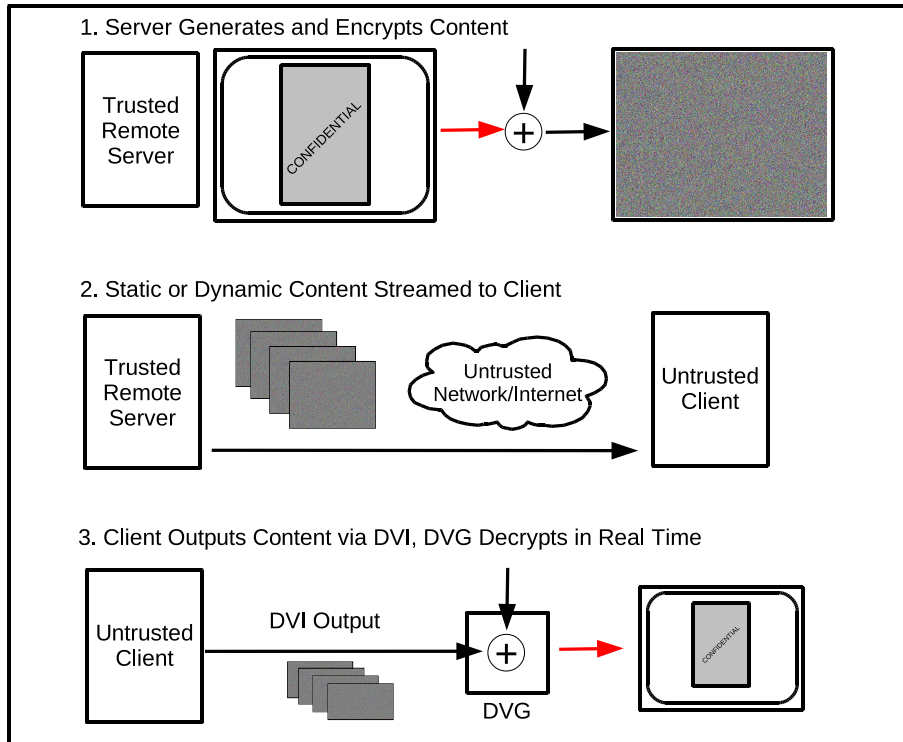 1. Server Generates and Encrypts Content
Trusted
Remote
Server
CONFIDENTIAL
+
2. Static or Dynamic Content Streamed to Client
Trusted
Remote
Server
Untrusted
Network/Internet
Untrusted
Client
3. Client Outputs Content via DVI, DVG Decrypts in Real Time
Untrusted
Client
DVI Output
+
DVG
CONFIDENTIAL